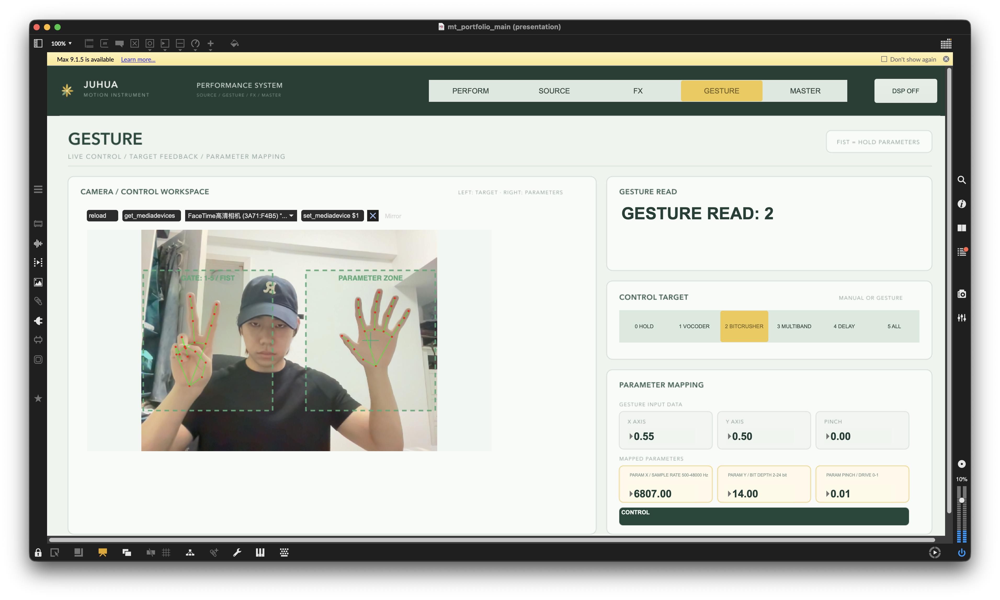 mt_portfolio_main (presentation)
100%
m
Max 9.1.5 is available Learn more... Don't show again
JUHUA
MOTION INSTRUMENT
PERFORMANCE SYSTEM
SOURCE / GESTURE / FX / MASTER
PERFORM SOURCE FX GESTURE MASTER
DSP OFF
GESTURE
LIVE CONTROL / TARGET FEEDBACK / PARAMETER MAPPING
FIST = HOLD PARAMETERS
CAMERA / CONTROL WORKSPACE
LEFT: TARGET · RIGHT: PARAMETERS
reload get_mediadevices FaceTime高清相机 (3A71:F4B5) “... set_mediadevice $1 Mirror
GATE: 1-5 / FIST
PARAMETER ZONE
GESTURE READ
GESTURE READ: 2
CONTROL TARGET
MANUAL OR GESTURE
0 HOLD 1 VOCODER 2 BITCRUSHER 3 MULTIBAND 4 DELAY 5 ALL
PARAMETER MAPPING
GESTURE INPUT DATA
X AXIS Y AXIS PINCH
0.55 0.50 0.00
MAPPED PARAMETERS
PARAM X / SAMPLE RATE 500-48000 Hz PARAM Y / BIT DEPTH 2-24 bit PARAM PINCH / DRIVE 0-1
6807.00 14.00 0.01
CONTROL
10%